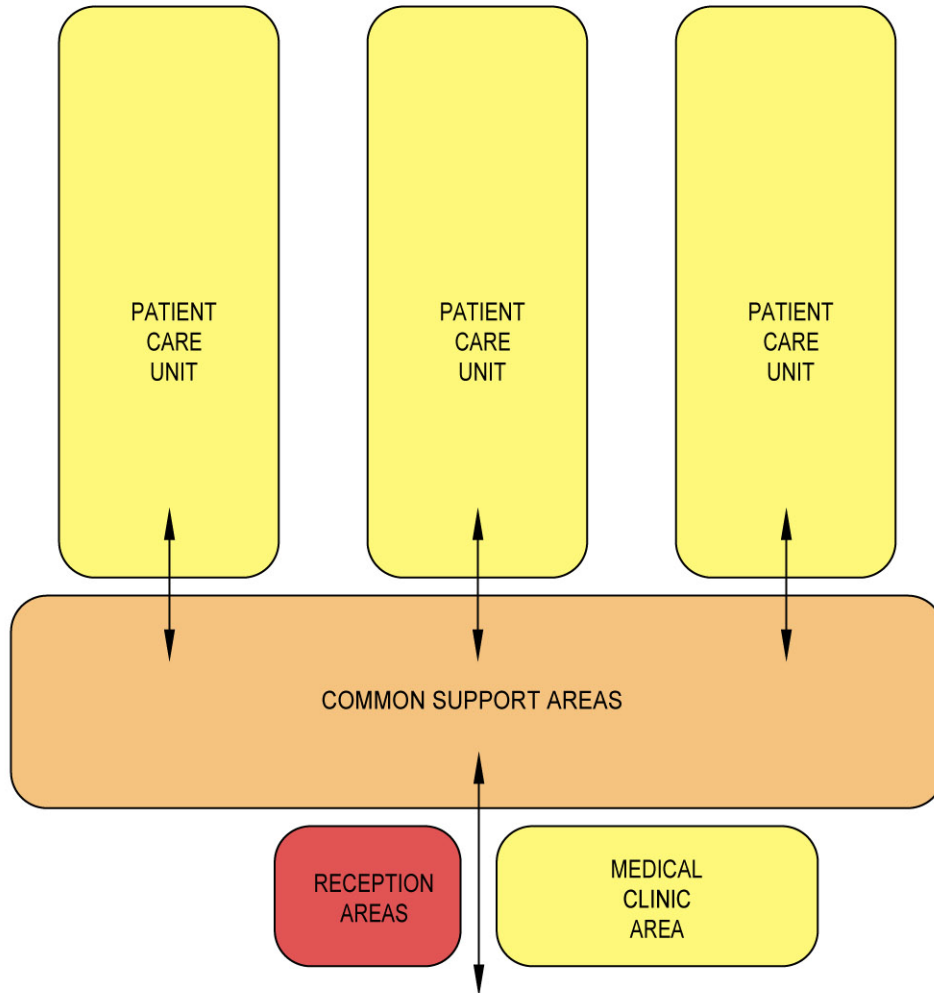 PATIENT
CARE
UNIT
PATIENT
CARE
UNIT
PATIENT
CARE
UNIT
COMMON SUPPORT AREAS
RECEPTION
AREAS
MEDICAL
CLINIC
AREA